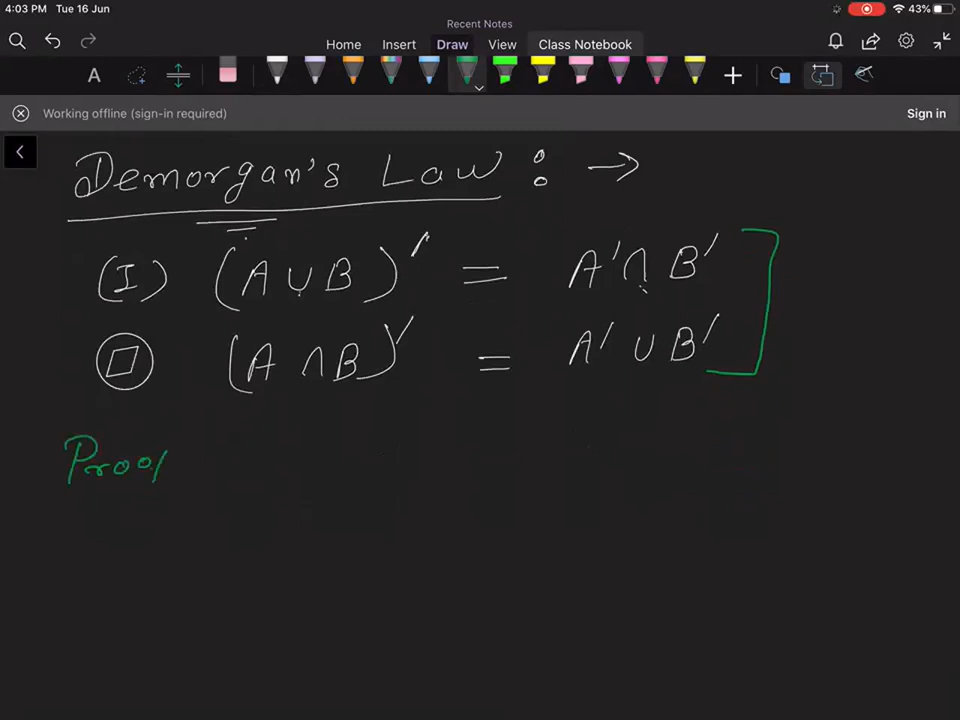 4:03 PM Tue 16 Jun 43%
Recent Notes
Home Insert Draw View Class Notebook
A
Working offline (sign-in required) Sign in
Demorgan's Law : →
(I) (A∪B)′ = A′∩B′
(A∩B)′ = A′∪B′
Proof